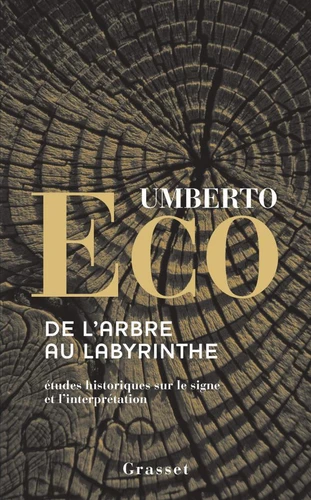 UMBERTO
ECO
DE L'ARBRE
AU LABYRINTHE
études historiques sur le signe
et l'interprétation
Grasset